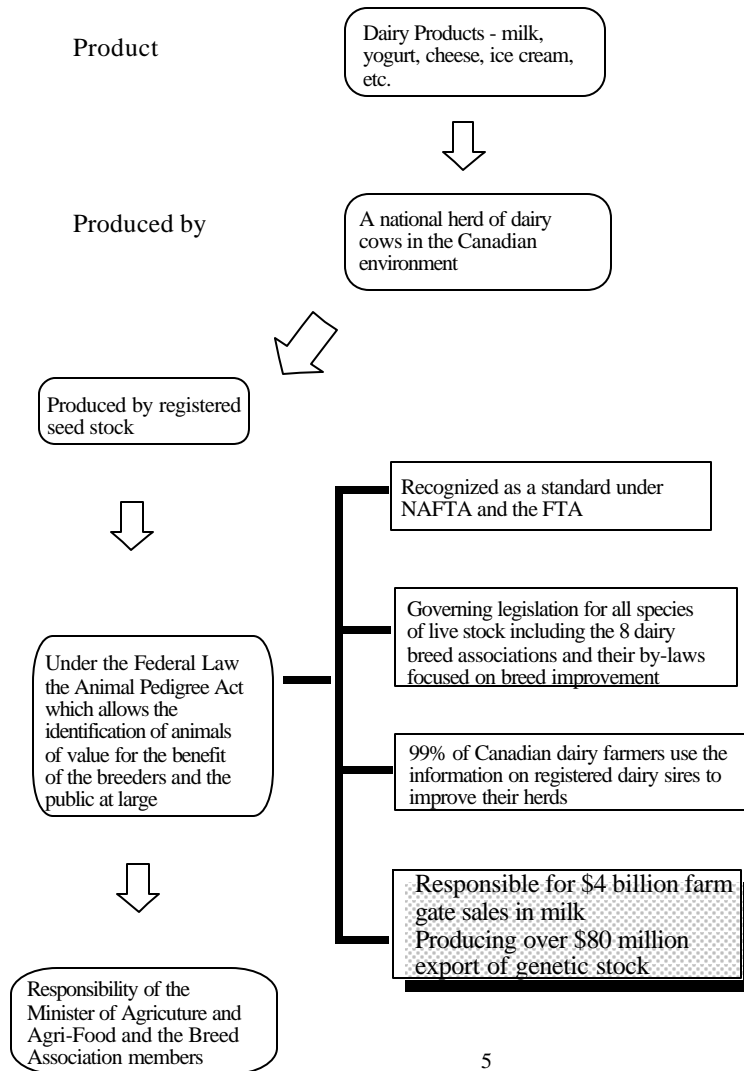 Product
Dairy Products - milk,
yogurt, cheese, ice cream,
etc.
Produced by
A national herd of dairy
cows in the Canadian
environment
Produced by registered
seed stock
Recognized as a standard under
NAFTA and the FTA
Governing legislation for all species
of live stock including the 8 dairy
breed associations and their by-laws
focused on breed improvement
Under the Federal Law
the Animal Pedigree Act
which allows the
identification of animals
of value for the benefit
of the breeders and the
public at large
99% of Canadian dairy farmers use the
information on registered dairy sires to
improve their herds
Responsible for $4 billion farm
gate sales in milk
Producing over $80 million
export of genetic stock
Responsibility of the
Minister of Agricuture and
Agri-Food and the Breed
Association members
5